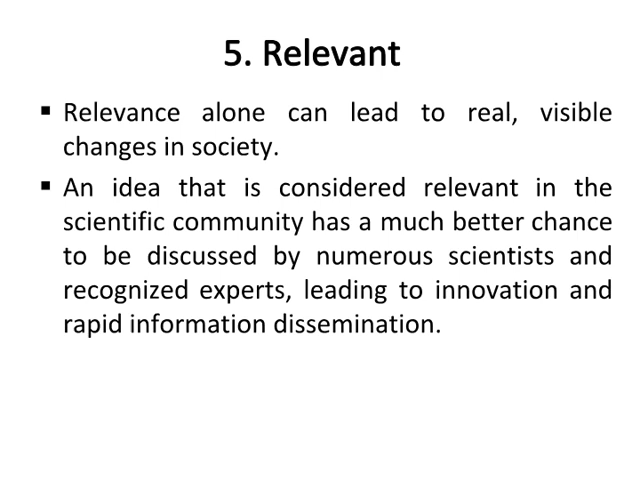 5. Relevant
▪ Relevance alone can lead to real, visible
changes in society.
▪ An idea that is considered relevant in the
scientific community has a much better chance
to be discussed by numerous scientists and
recognized experts, leading to innovation and
rapid information dissemination.